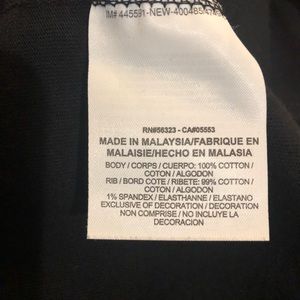 RN#56323 - CA#05553
MADE IN MALAYSIA/FABRIQUE EN
MALAISIE/HECHO EN MALASIA
BODY / CORPS / CUERPO: 100% COTTON /
COTON / ALGODON
RIB / BORD COTE / RIBETE: 99% COTTON /
COTON / ALGODON
1% SPANDEX / ELASTHANNE / ELASTANO
EXCLUSIVE OF DECORATION / DECORATION
NON COMPRISE / NO INCLUYE LA
DECORACION